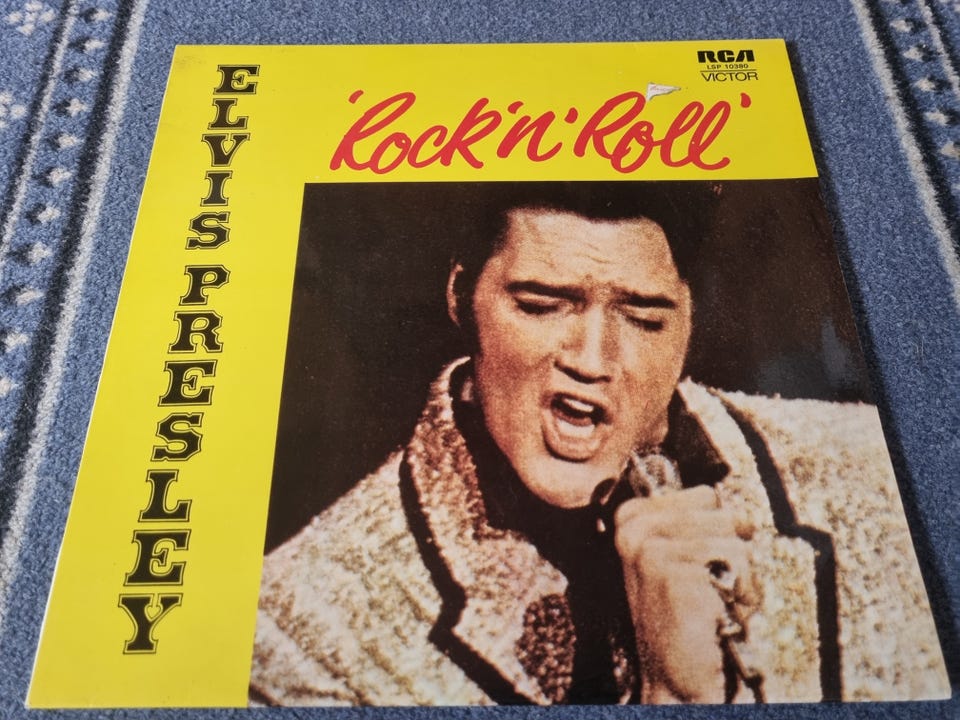 RCA
LSP 10380
VICTOR
'Rock 'n' Roll'
ELVIS PRESLEY